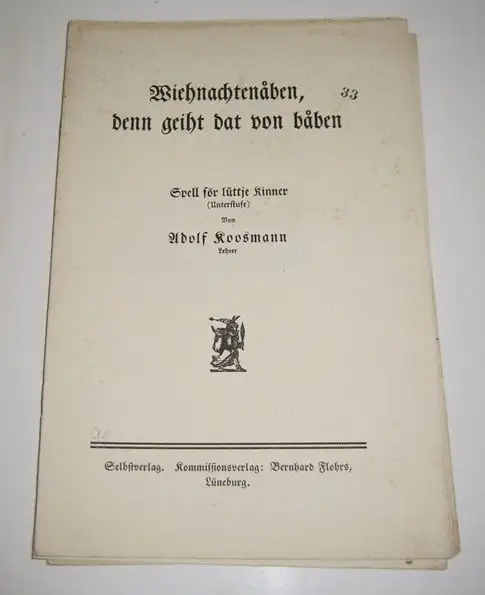 Wiehnachtenåben, 33
denn geiht dat von båben
Spell för lüttje Kinner
(Unterstufe)
Von
Adolf Koosmann
Lehrer
Selbstverlag. Kommissionsverlag: Bernhard Flohrs,
Lüneburg.